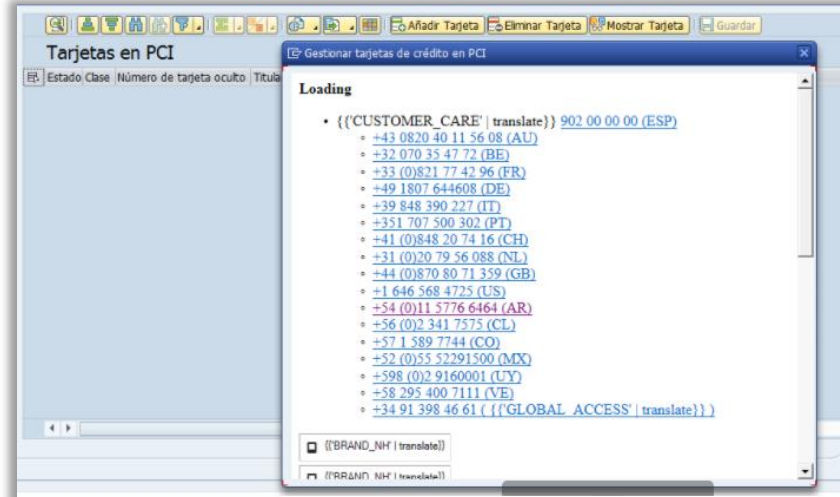 Añadir Tarjeta Eliminar Tarjeta Mostrar Tarjeta Guardar
Tarjetas en PCI
Estado Clase Número de tarjeta oculto Titula
Gestionar tarjetas de crédito en PCI
Loading
{{'CUSTOMER_CARE' | translate}} 902 00 00 00 (ESP)
+43 0820 40 11 56 08 (AU)
+32 070 35 47 72 (BE)
+33 (0)821 77 42 96 (FR)
+49 1807 644608 (DE)
+39 848 390 227 (IT)
+351 707 500 302 (PT)
+41 (0)848 20 74 16 (CH)
+31 (0)20 79 56 088 (NL)
+44 (0)870 80 71 359 (GB)
+1 646 568 4725 (US)
+54 (0)11 5776 6464 (AR)
+56 (0)2 341 7575 (CL)
+57 1 589 7744 (CO)
+52 (0)55 52291500 (MX)
+598 (0)2 9160001 (UY)
+58 295 400 7111 (VE)
+34 91 398 46 61 ( {{'GLOBAL_ACCESS' | translate}} )
{{'BRAND_NH' | translate}}
{{'BRAND_NH' | translate}}